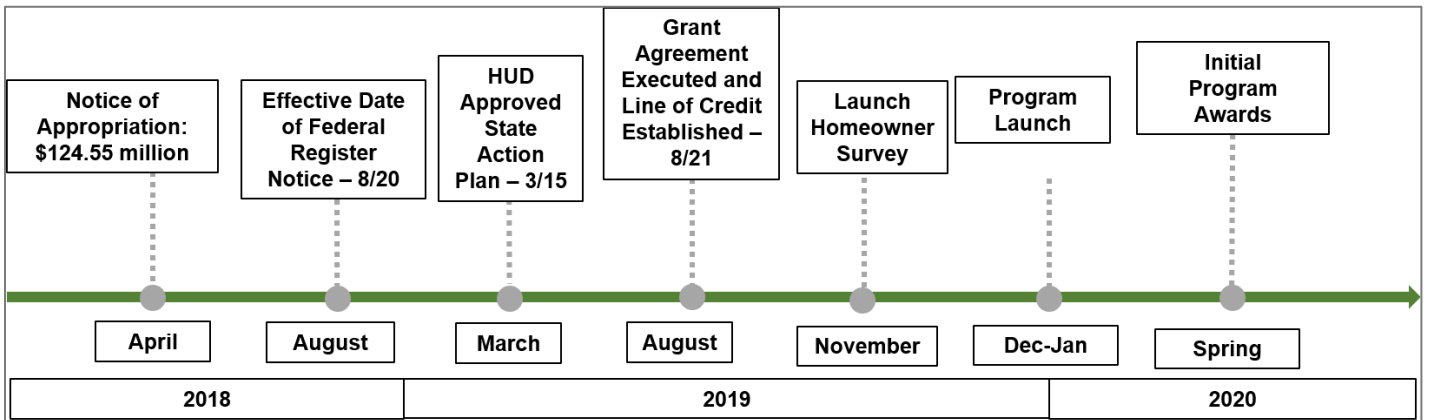 Notice of
Appropriation:
$124.55 million
Effective Date
of Federal
Register
Notice – 8/20
HUD
Approved
State
Action
Plan – 3/15
Grant
Agreement
Executed and
Line of Credit
Established –
8/21
Launch
Homeowner
Survey
Program
Launch
Initial
Program
Awards
April
August
March
August
November
Dec-Jan
Spring
2018
2019
2020